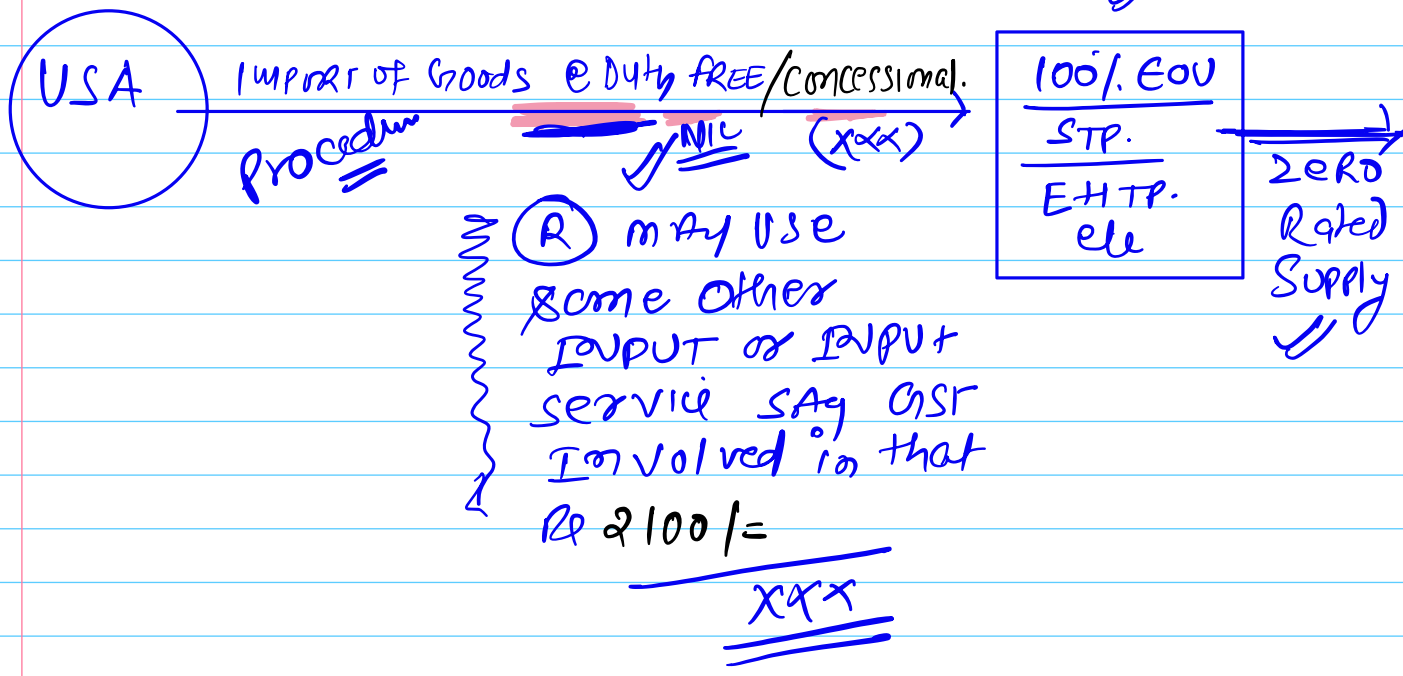 USA
Import of Goods @ Duty FREE/Concessional.
procedure
NIL
(xxx)
100% EOU
STP.
EHTP.
etc
Zero
Rated
Supply
R may use
some other
INPUT or INPUT
service say GST
Involved in that
Rs 2100/=
xxx